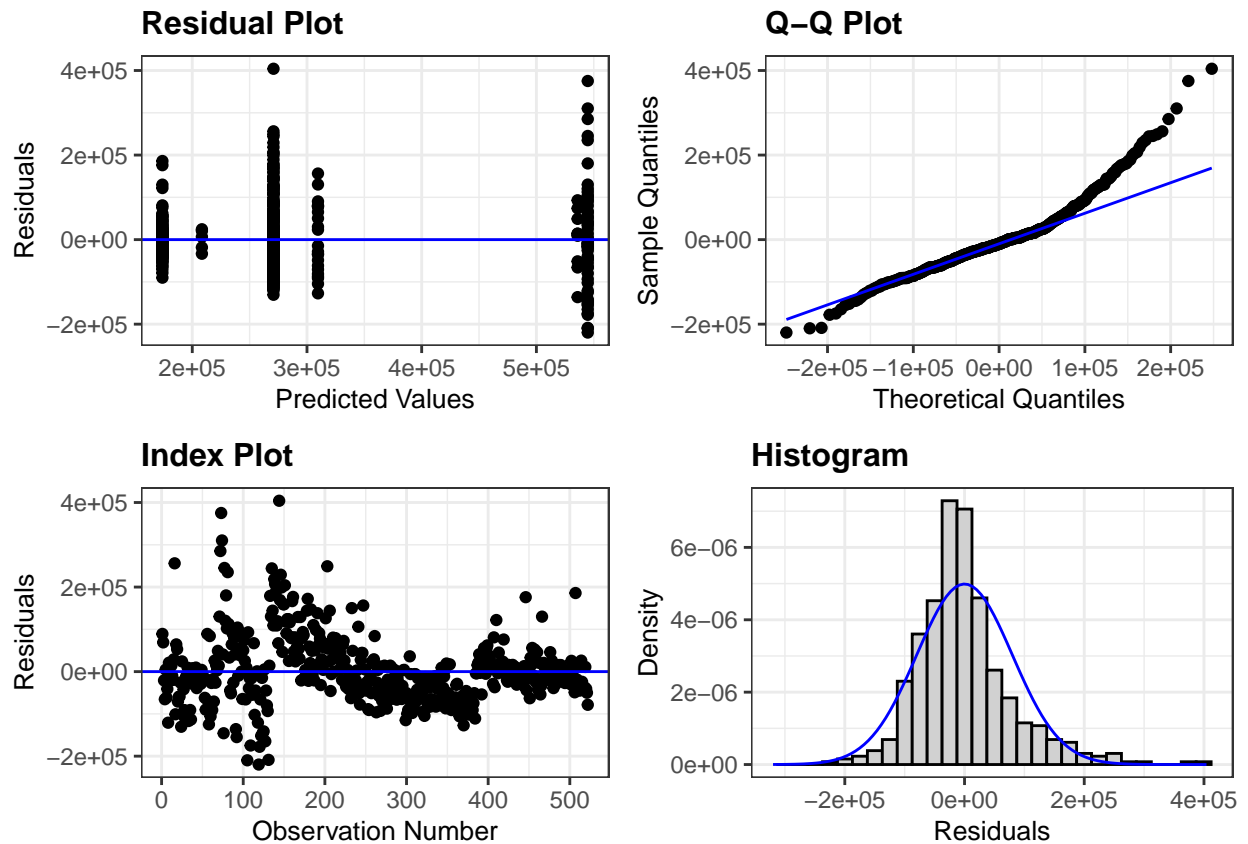 Residual Plot
Residuals
4e+05
2e+05
0e+00
−2e+05
2e+05 3e+05 4e+05 5e+05
Predicted Values
Q−Q Plot
Sample Quantiles
4e+05
2e+05
0e+00
−2e+05
−2e+05 −1e+05 0e+00 1e+05 2e+05
Theoretical Quantiles
Index Plot
Residuals
4e+05
2e+05
0e+00
−2e+05
0 100 200 300 400 500
Observation Number
Histogram
Density
6e−06
4e−06
2e−06
0e+00
−2e+05 0e+00 2e+05 4e+05
Residuals